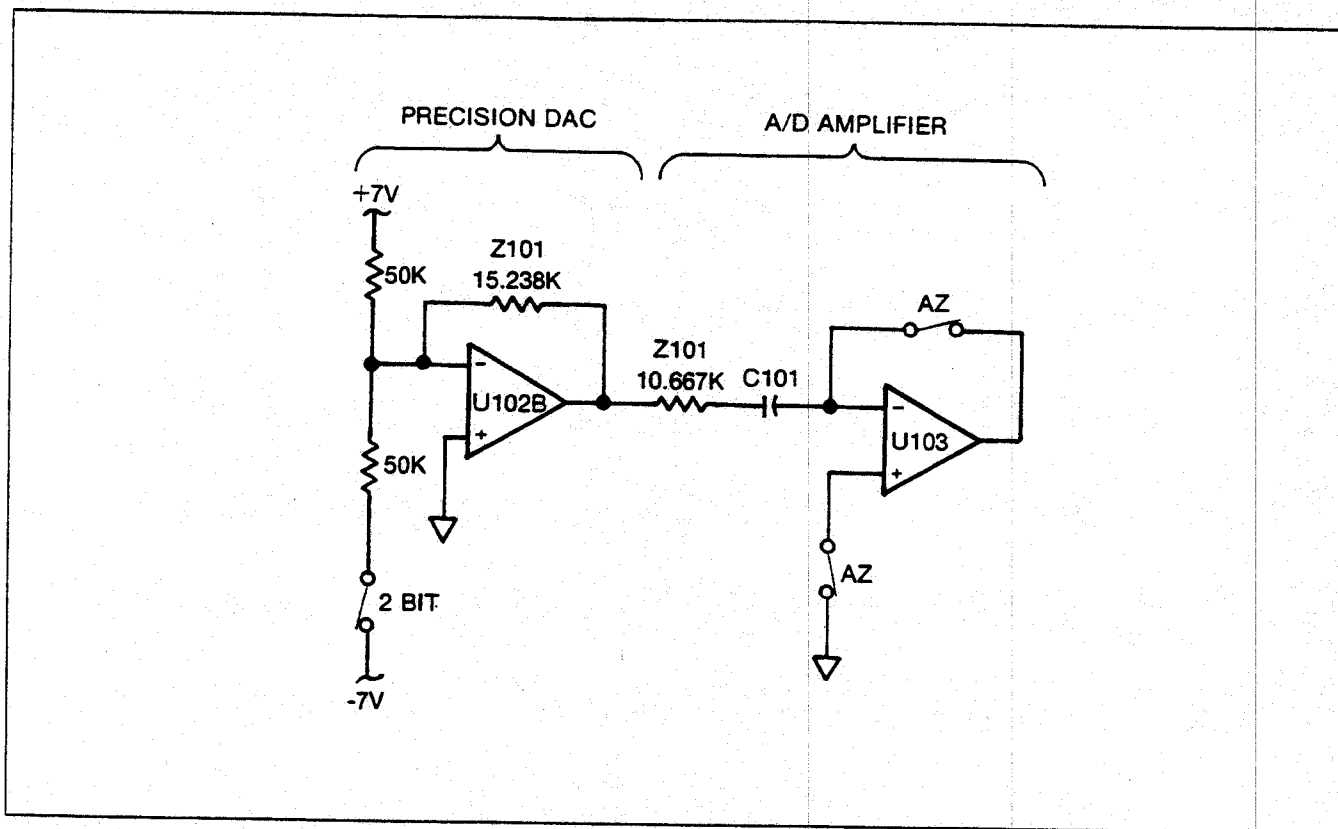 PRECISION DAC
A/D AMPLIFIER
+7V
50K
Z101
15.238K
-
+
U102B
50K
2 BIT
-7V
Z101
10.667K
C101
AZ
-
+
U103
AZ